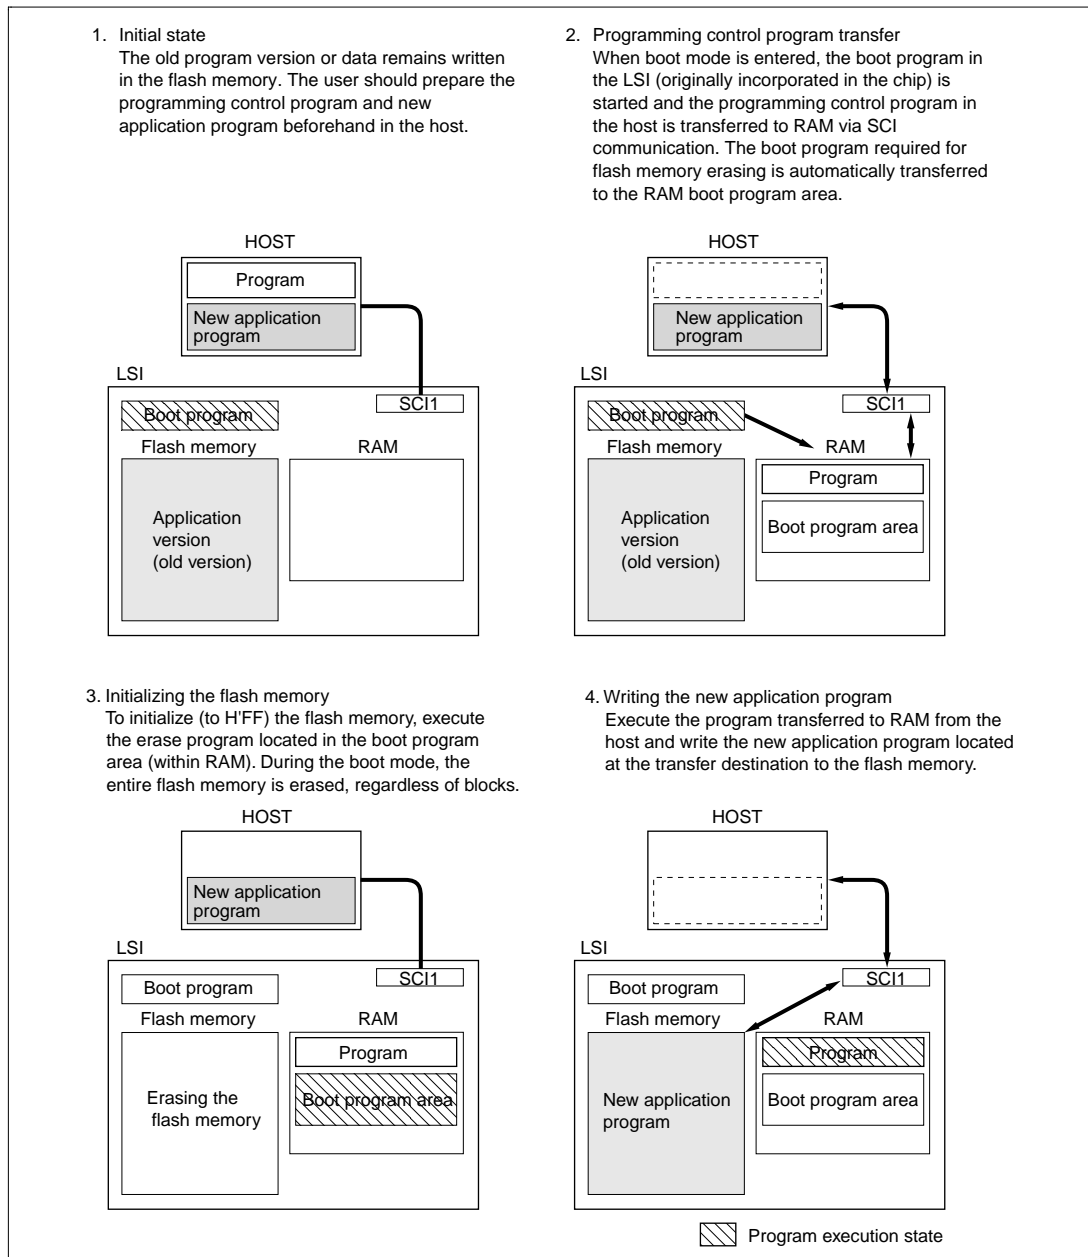 1. Initial state
The old program version or data remains written
in the flash memory. The user should prepare the
programming control program and new
application program beforehand in the host.
2. Programming control program transfer
When boot mode is entered, the boot program in
the LSI (originally incorporated in the chip) is
started and the programming control program in
the host is transferred to RAM via SCI
communication. The boot program required for
flash memory erasing is automatically transferred
to the RAM boot program area.
HOST
Program
New application
program
LSI
Boot program
SCI1
Flash memory
RAM
Application
version
(old version)
HOST
New application
program
LSI
Boot program
SCI1
Flash memory
RAM
Program
Boot program area
Application
version
(old version)
3. Initializing the flash memory
To initialize (to H'FF) the flash memory, execute
the erase program located in the boot program
area (within RAM). During the boot mode, the
entire flash memory is erased, regardless of blocks.
4. Writing the new application program
Execute the program transferred to RAM from the
host and write the new application program located
at the transfer destination to the flash memory.
HOST
New application
program
LSI
Boot program
SCI1
Flash memory
RAM
Program
Boot program area
Erasing the
flash memory
HOST
LSI
Boot program
SCI1
Flash memory
RAM
Program
Boot program area
New application
program
Program execution state